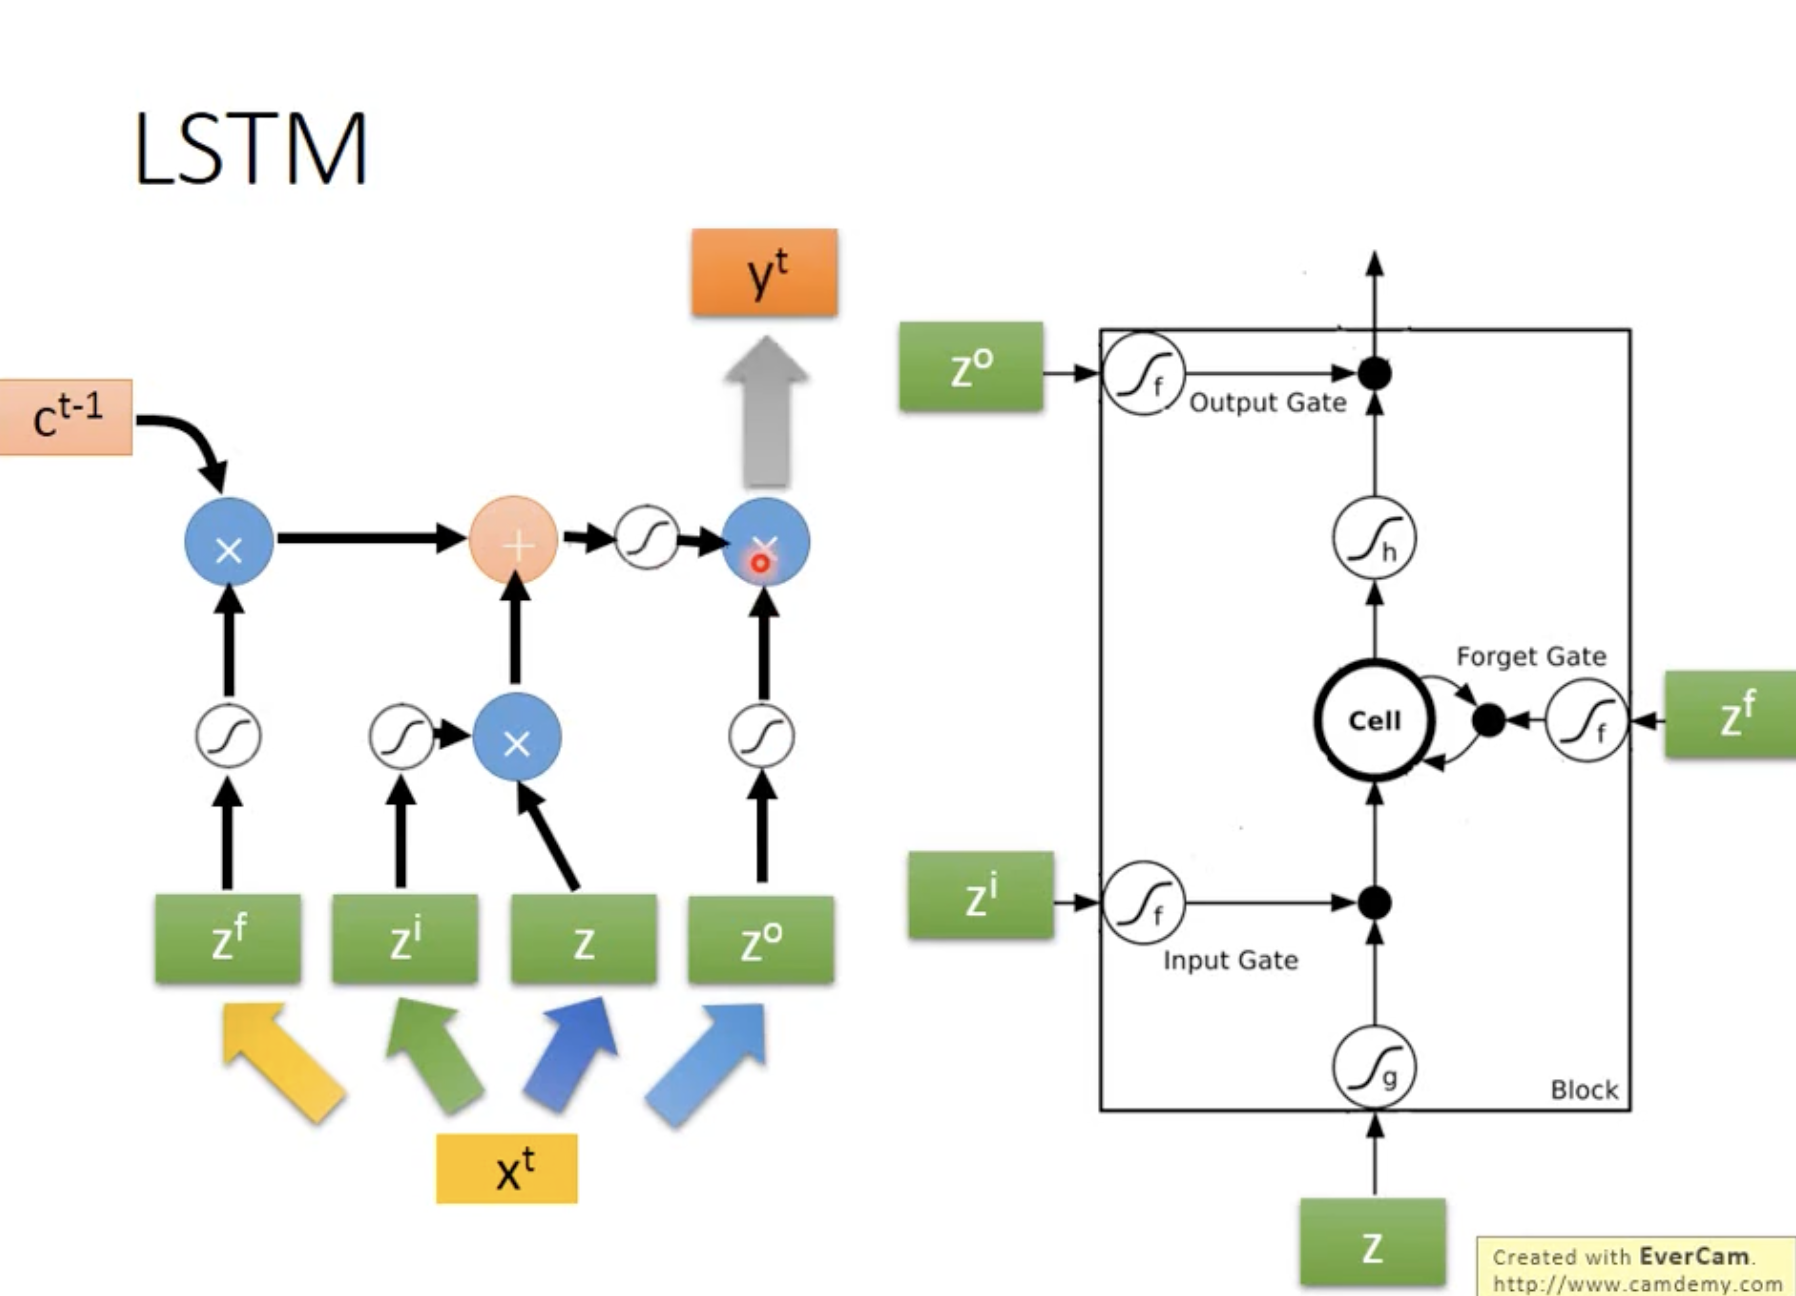 LSTM
y^t
c^t-1
×
+
×
×
z^f
z^i
z
z^o
x^t
z^o
f
Output Gate
h
Forget Gate
Cell
f
z^f
z^i
f
Input Gate
g
Block
z
Created with EverCam.
http://www.camdemy.com